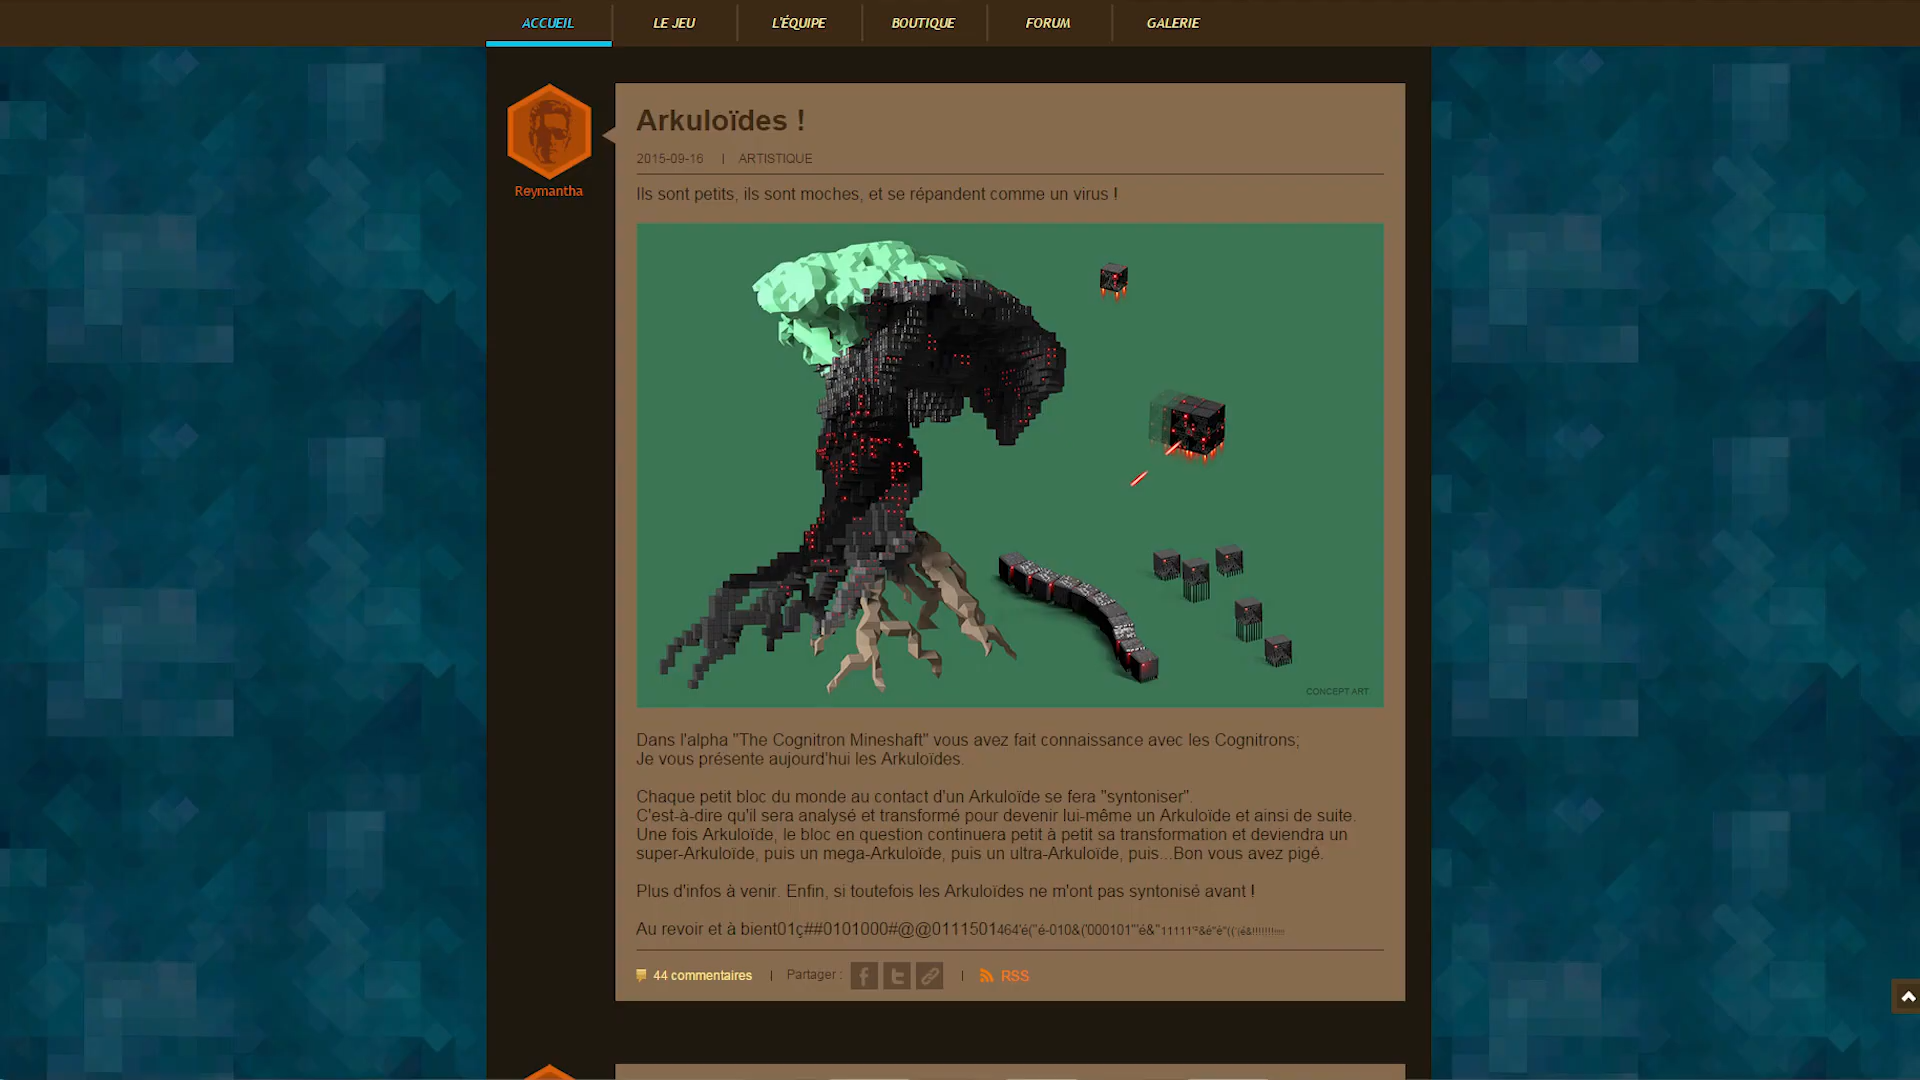 ACCUEIL
LE JEU
L'ÉQUIPE
BOUTIQUE
FORUM
GALERIE
Reymantha
Arkuloïdes !
2015-09-16 | ARTISTIQUE
Ils sont petits, ils sont moches, et se répandent comme un virus !
CONCEPT ART
Dans l'alpha "The Cognitron Mineshaft" vous avez fait connaissance avec les Cognitrons;
Je vous présente aujourd'hui les Arkuloïdes.
Chaque petit bloc du monde au contact d'un Arkuloïde se fera "syntoniser".
C'est-à-dire qu'il sera analysé et transformé pour devenir lui-même un Arkuloïde et ainsi de suite.
Une fois Arkuloïde, le bloc en question continuera petit à petit sa transformation et deviendra un
super-Arkuloïde, puis un mega-Arkuloïde, puis un ultra-Arkuloïde, puis...Bon vous avez pigé.
Plus d'infos à venir. Enfin, si toutefois les Arkuloïdes ne m'ont pas syntonisé avant !
Au revoir et à bient01ç##0101000#@@0111501464'é("é-010&('000101"'é&"
44 commentaires | Partager : | RSS